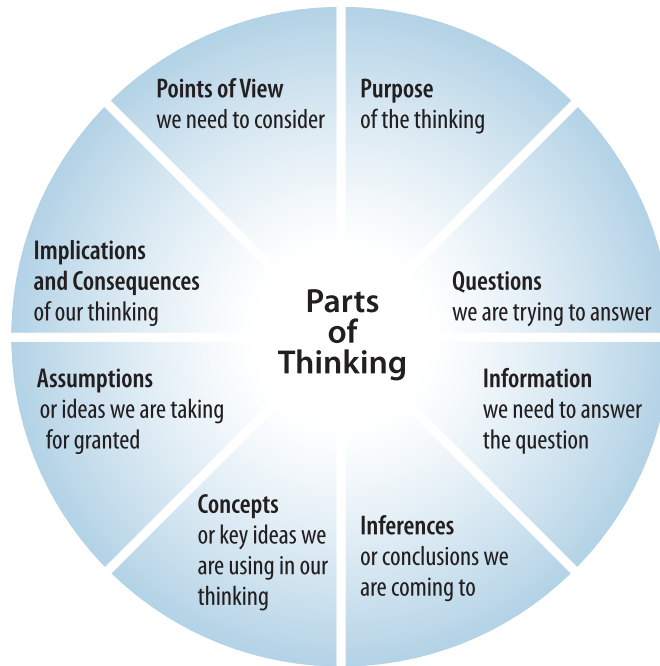 Points of View
we need to consider
Purpose
of the thinking
Implications
and Consequences
of our thinking
Questions
we are trying to answer
Parts
of
Thinking
Assumptions
or ideas we are taking
for granted
Information
we need to answer
the question
Concepts
or key ideas we
are using in our
thinking
Inferences
or conclusions we
are coming to